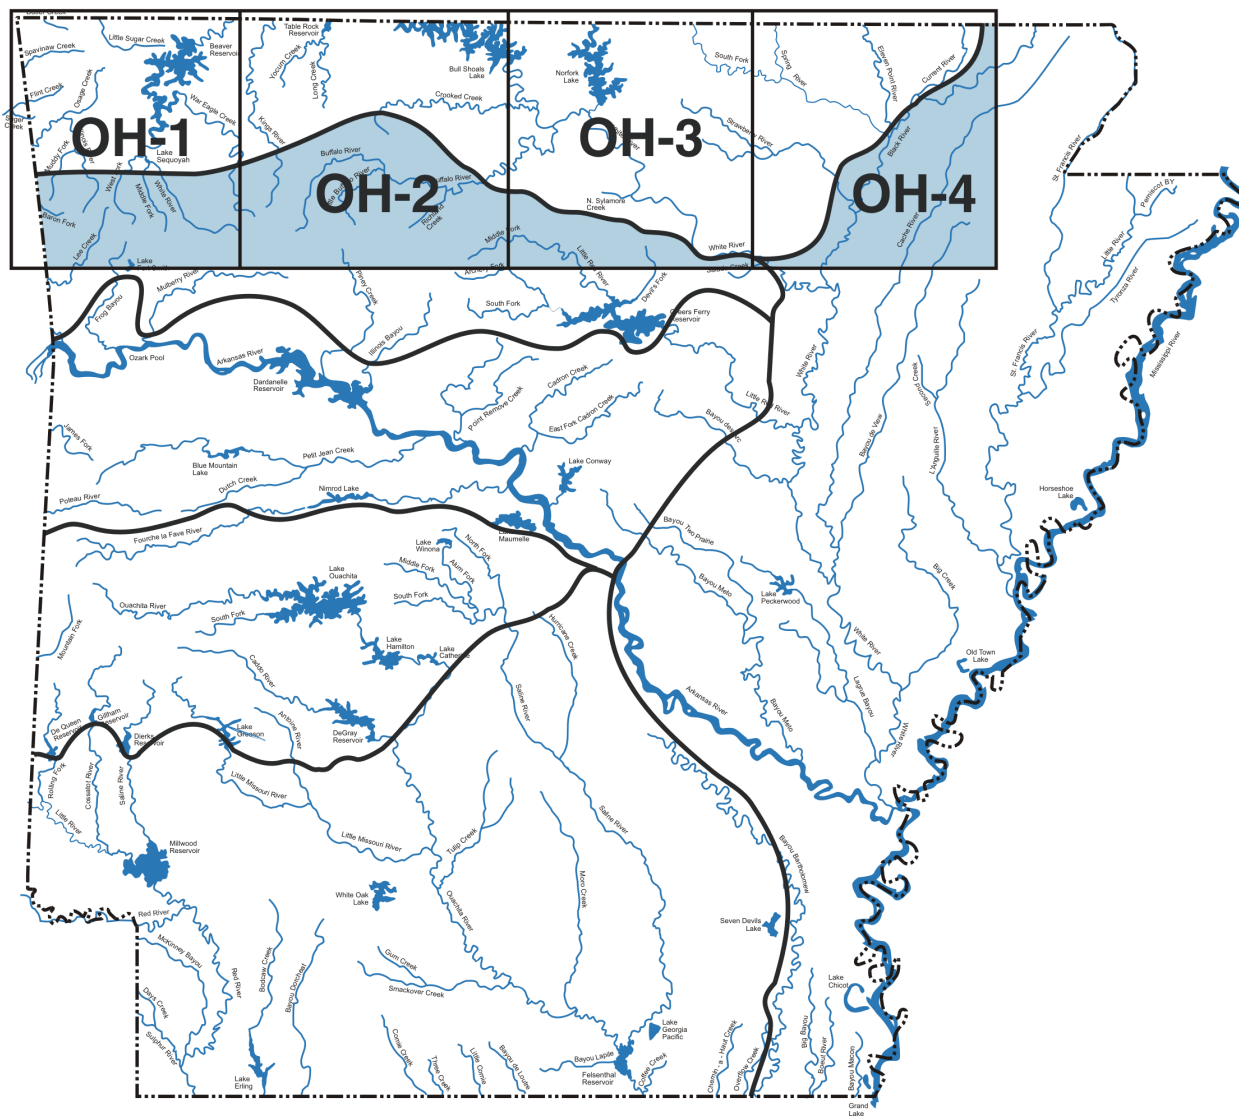 Table Rock
Reservoir
Little Sugar Creek
Beaver
Reservoir
Spavinaw Creek
Yocum Creek
Long Creek
Bull Shoals
Lake
Norfork
Lake
South Fork
Spring
River
Eleven Point River
Current River
Flint Creek
Osage Creek
War Eagle Creek
Crooked Creek
Kings River
Strawberry River
Black River
St. Francis River
OH-1
OH-2
OH-3
OH-4
Muddy Fork
Lake
Sequoyah
West Fork
Middle Fork
White River
Buffalo River
Buffalo River
Richland
Creek
N. Sylamore
Creek
Baron Fork
Lee Creek
Cache River
White River
Middle Fork
Little Red River
Devil's Fork
Archey Fork
Pemiscot BY
Little River
Tyronza River
Lake
Mulberry River
Frog Bayou
Piney Creek
Illinois Bayou
South Fork
Greers Ferry
Reservoir
White River
St. Francis River
Mississippi River
Ozark Pool
Arkansas River
Dardanelle
Reservoir
Cadron Creek
Point Remove Creek
East Fork Cadron Creek
Little Red River
Bayou des Arc
Bayou de View
Second Creek
L'Anguille River
James Fork
Blue Mountain
Lake
Petit Jean Creek
Dutch Creek
Nimrod Lake
Lake Conway
Poteau River
Horseshoe
Lake
Fourche la Fave River
Lake
Winona
North Fork
Maumelle
Bayou Two Prairie
Middle Fork
Alum Fork
South Fork
Lake
Ouachita
Ouachita River
South Fork
Bayou Meto
Lake
Peckerwood
Big Creek
Mountain Fork
Lake
Hamilton
Lake
Catherine
Hurricane Creek
White River
Old Town
Lake
Caddo River
Saline River
Arkansas River
Lagrue Bayou
Bayou Meto
White River
De Queen
Reservoir
Gillham
Reservoir
Dierks
Reservoir
Lake
Greeson
Antoine River
DeGray
Reservoir
Rolling Fork
Cossatot River
Saline River
Little Missouri River
Little River
Little Missouri River
Tulip Creek
Saline River
Millwood
Reservoir
White Oak
Lake
Ouachita River
Moro Creek
Bayou Bartholomew
Seven Devils
Lake
Red River
McKinney Bayou
Red River
Bodcaw Creek
Bayou Dorcheat
Gum Creek
Smackover Creek
Lake
Chicot
Days Creek
Sulphur River
Lake
Erling
Cornie Creek
Three Creek
Little Cornie
Bayou de Loutre
Bayou Lapile
Felsenthal
Reservoir
Coffee Creek
Lake
Georgia
Pacific
Chemin - a - Haut Creek
Overflow Creek
Big Bayou
Boeuf River
Bayou Macon
Grand
Lake